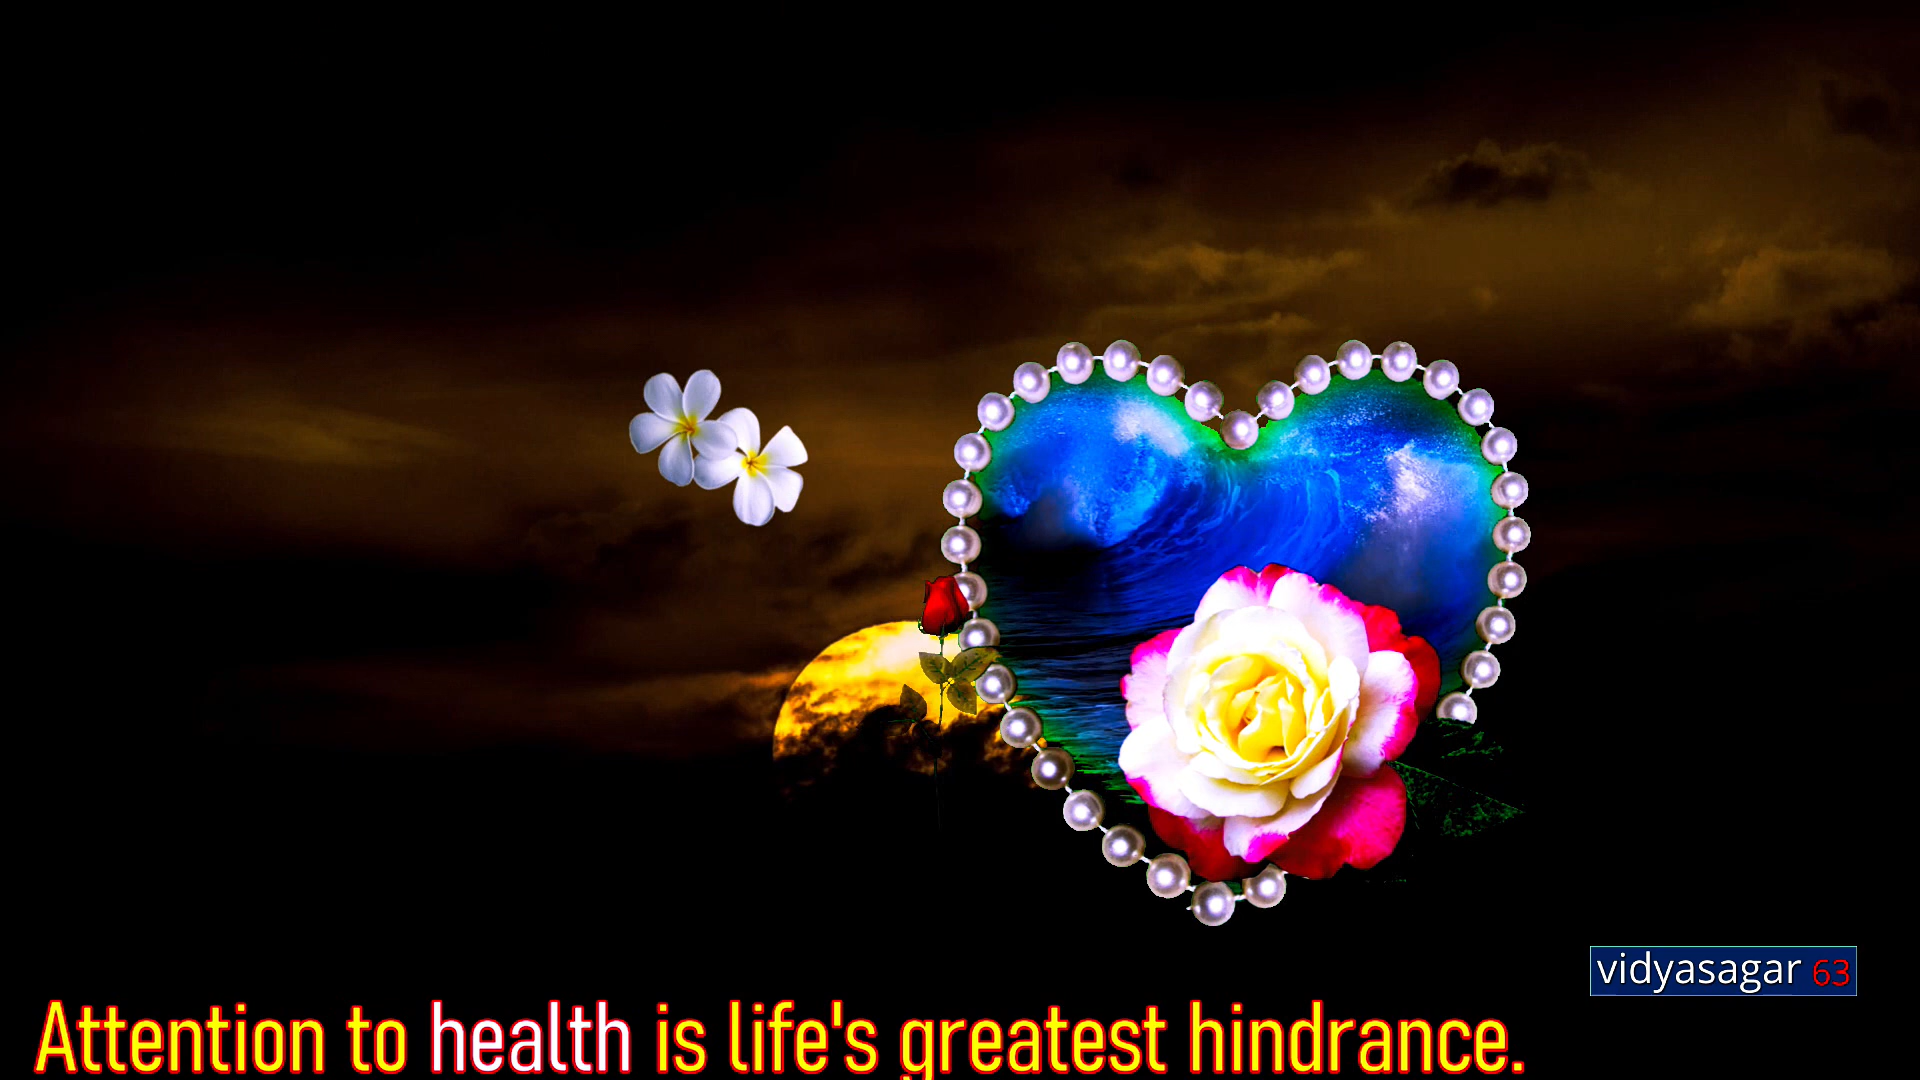 vidyasagar 63
Attention to health is life's greatest hindrance.